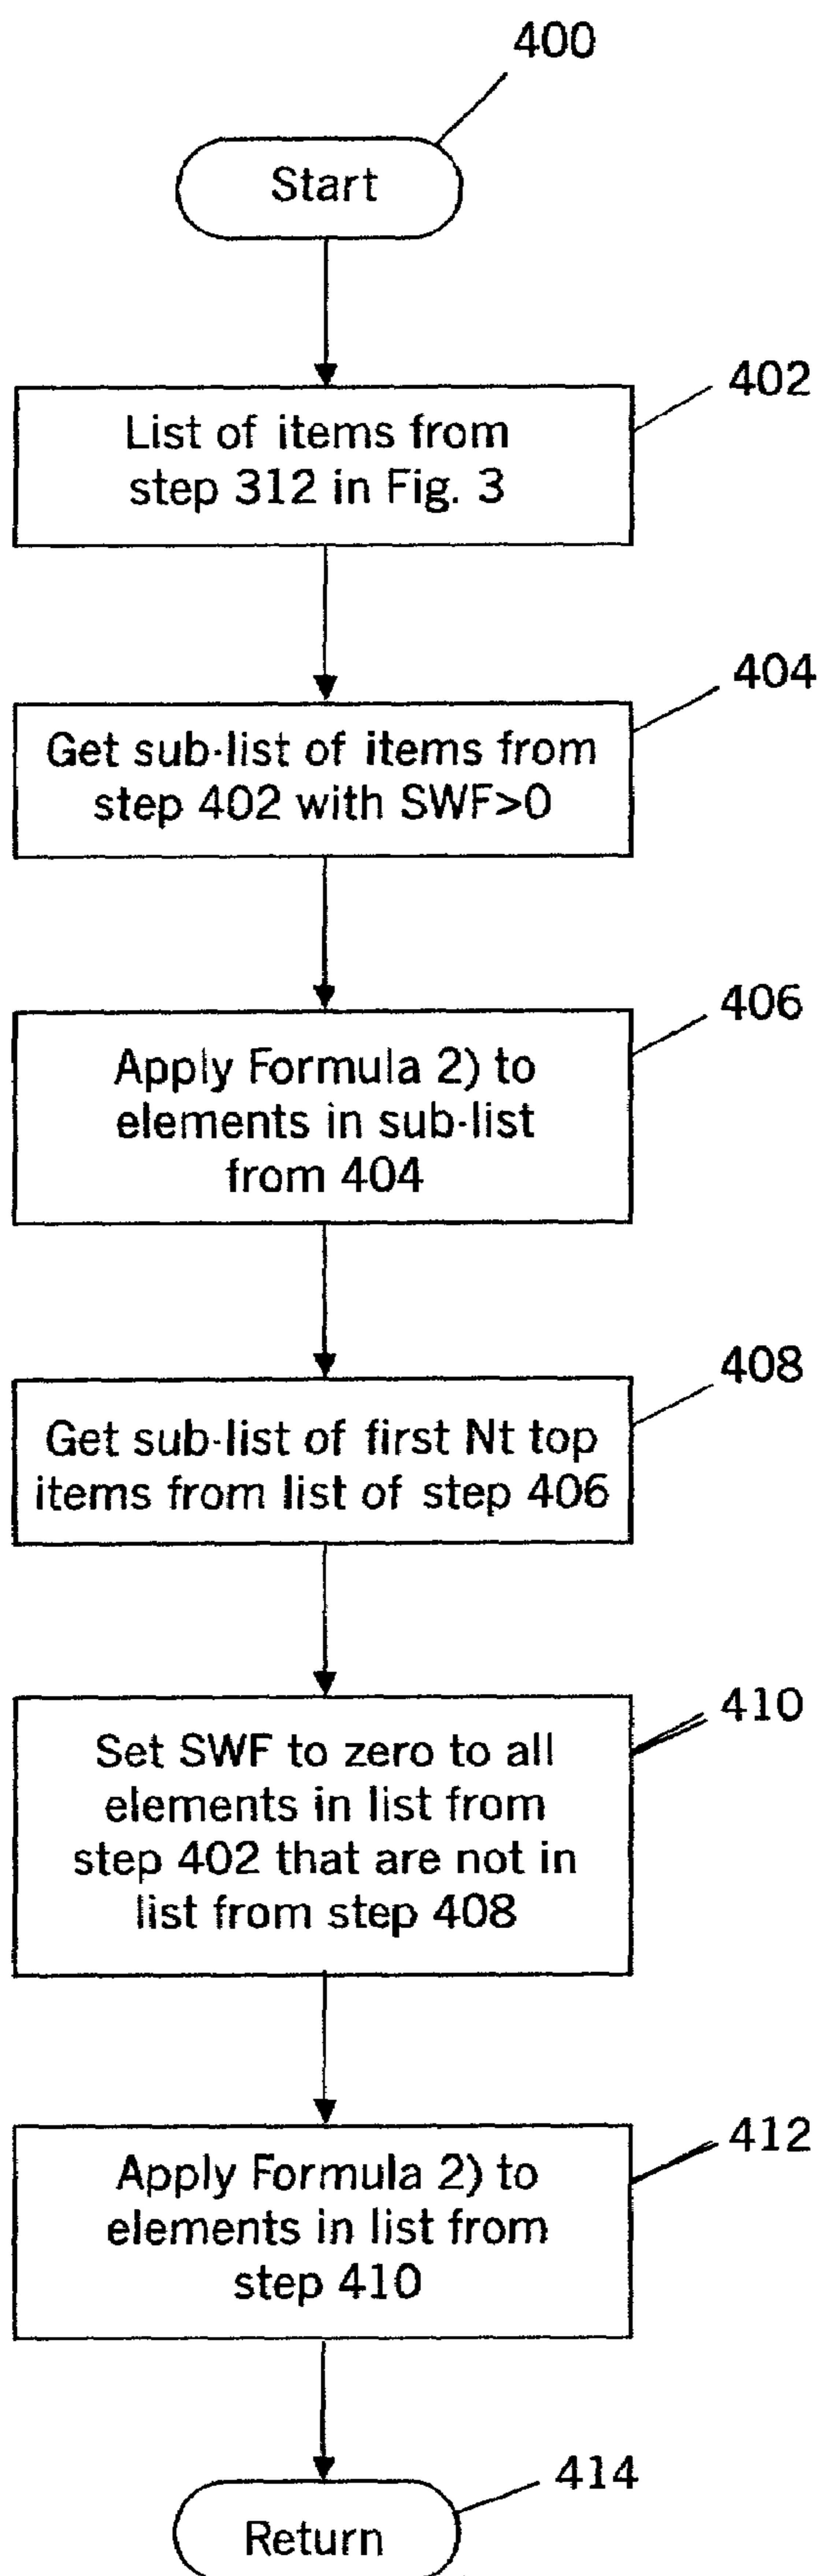 400
Start
402
List of items from
step 312 in Fig. 3
404
Get sub-list of items from
step 402 with SWF>0
406
Apply Formula 2) to
elements in sub-list
from 404
408
Get sub-list of first Nt top
items from list of step 406
410
Set SWF to zero to all
elements in list from
step 402 that are not in
list from step 408
412
Apply Formula 2) to
elements in list from
step 410
414
Return